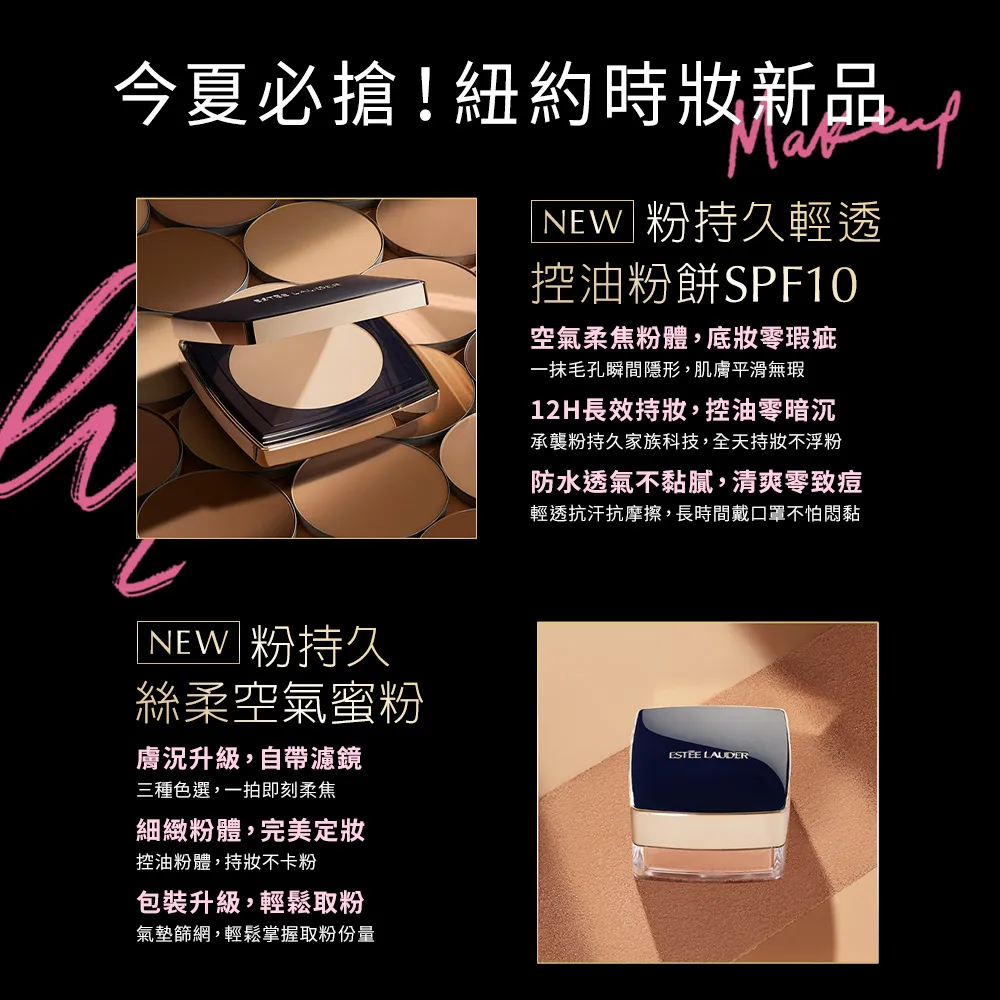 今夏必搶！紐約時妝新品
Makeup
NEW 粉持久輕透
控油粉餅SPF10
空氣柔焦粉體，底妝零瑕疵
一抹毛孔瞬間隱形，肌膚平滑無瑕
12H長效持妝，控油零暗沉
承襲粉持久家族科技，全天持妝不浮粉
防水透氣不黏膩，清爽零致痘
輕透抗汗抗摩擦，長時間戴口罩不怕悶黏
ESTĒE LAUDER
NEW 粉持久
絲柔空氣蜜粉
膚況升級，自帶濾鏡
三種色選，一拍即刻柔焦
細緻粉體，完美定妝
控油粉體，持妝不卡粉
包裝升級，輕鬆取粉
氣墊篩網，輕鬆掌握取粉份量
ESTĒE LAUDER